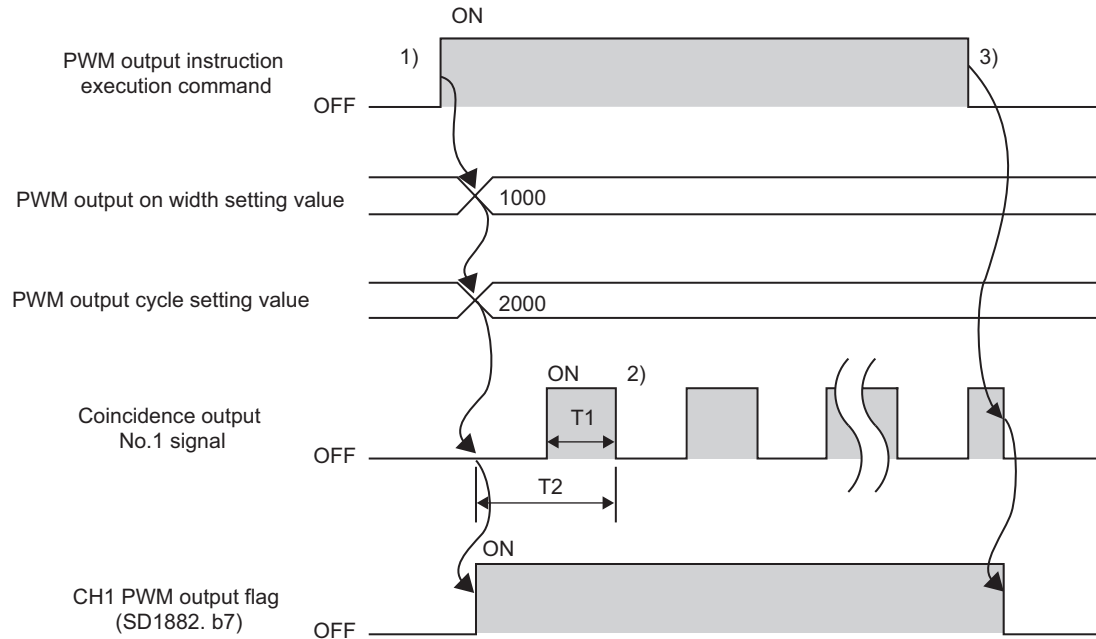 ON
PWM output instruction
execution command
1)
3)
OFF
PWM output on width setting value
1000
PWM output cycle setting value
2000
ON
2)
Coincidence output
No.1 signal
T1
OFF
T2
ON
CH1 PWM output flag
(SD1882. b7)
OFF